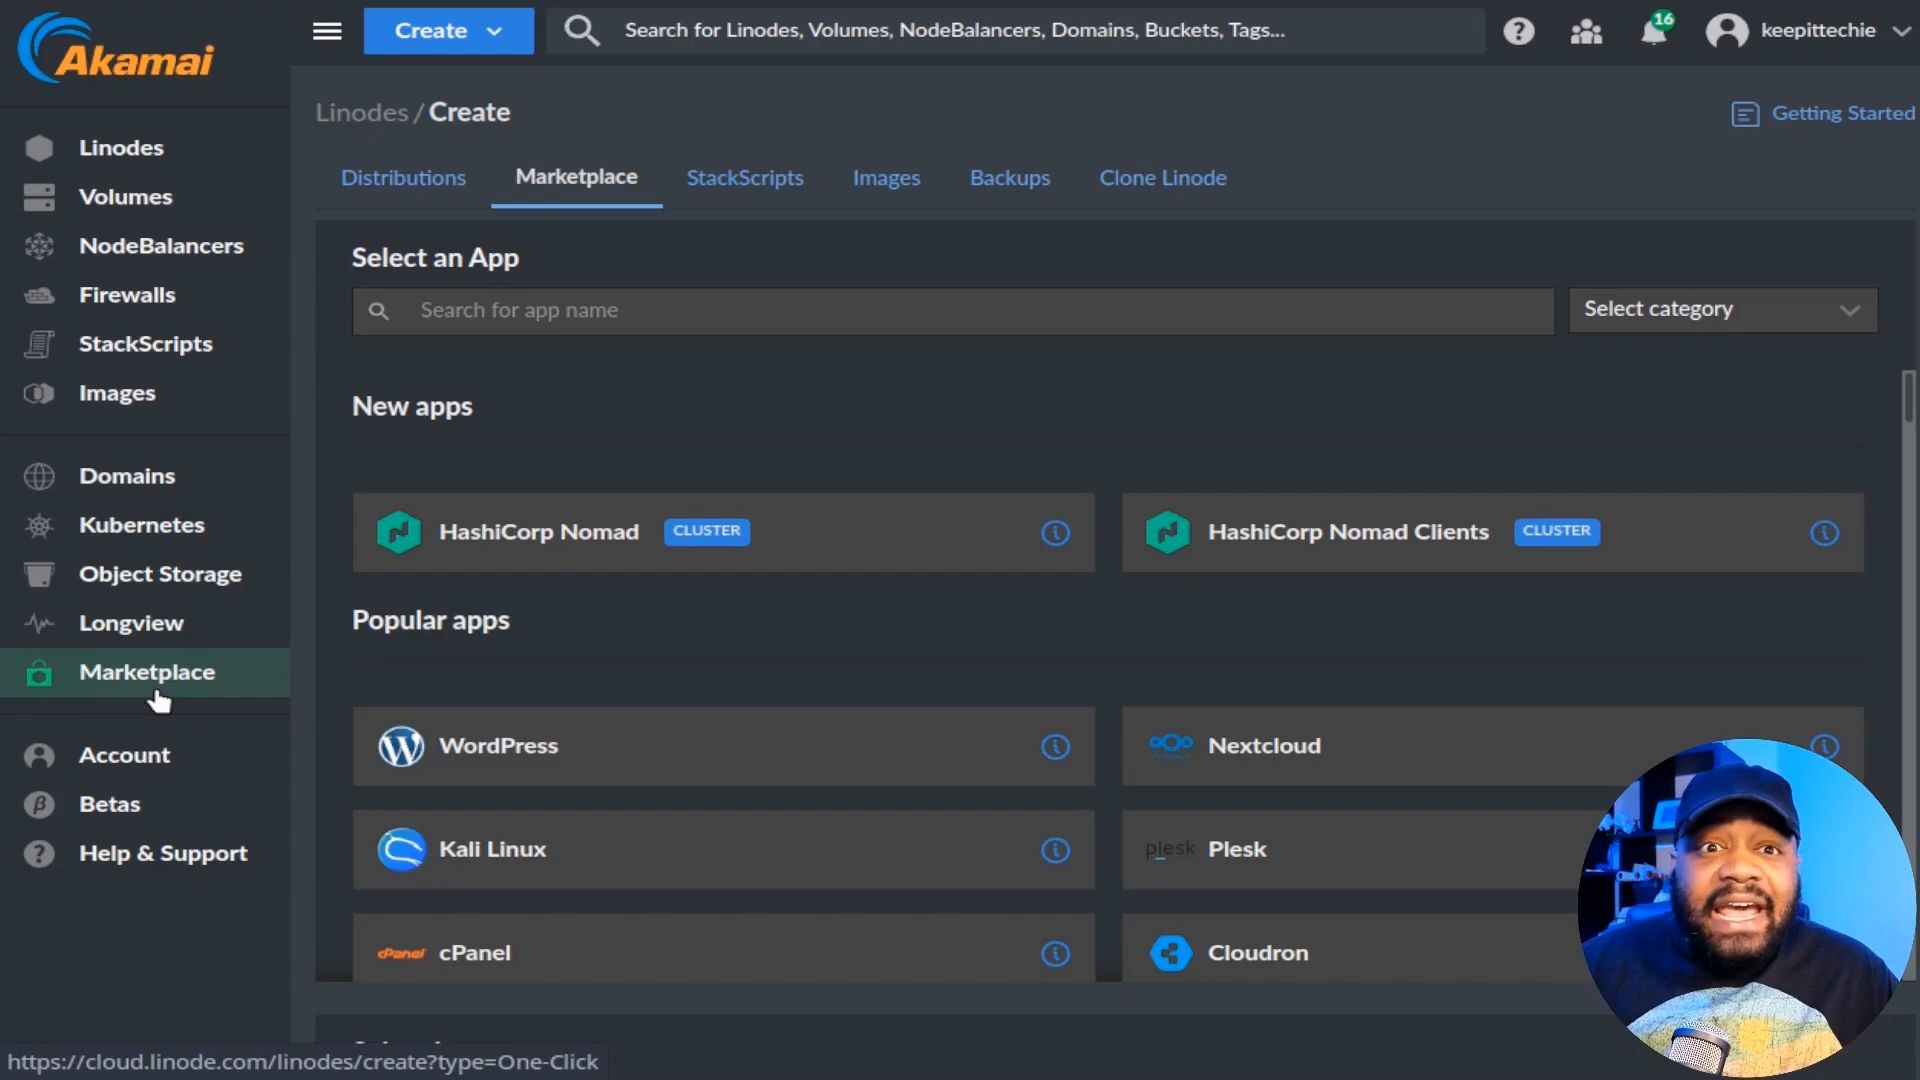 Akamai
Create
Search for Linodes, Volumes, NodeBalancers, Domains, Buckets, Tags...
16
keepittechie
Linodes / Create
Getting Started
Distributions
Marketplace
StackScripts
Images
Backups
Clone Linode
Linodes
Volumes
NodeBalancers
Firewalls
StackScripts
Images
Domains
Kubernetes
Object Storage
Longview
Marketplace
Account
Betas
Help & Support
Select an App
Search for app name
Select category
New apps
HashiCorp Nomad CLUSTER
HashiCorp Nomad Clients CLUSTER
Popular apps
WordPress
Nextcloud
Kali Linux
plesk Plesk
cPanel cPanel
Cloudron
https://cloud.linode.com/linodes/create?type=One-Click